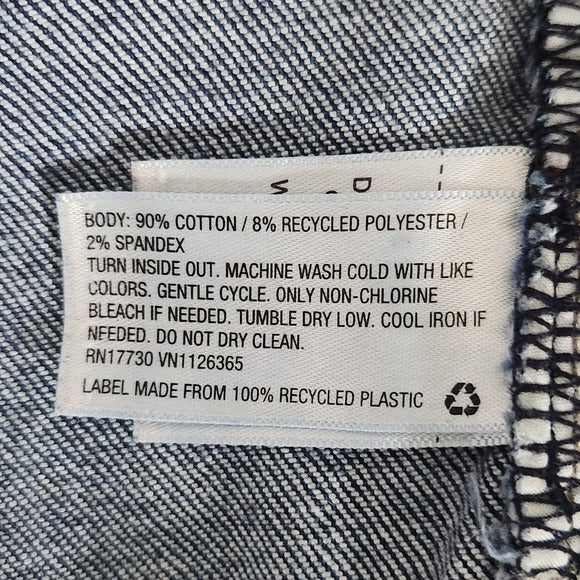 BODY: 90% COTTON / 8% RECYCLED POLYESTER /
2% SPANDEX
TURN INSIDE OUT. MACHINE WASH COLD WITH LIKE
COLORS. GENTLE CYCLE. ONLY NON-CHLORINE
BLEACH IF NEEDED. TUMBLE DRY LOW. COOL IRON IF
NEEDED. DO NOT DRY CLEAN.
RN17730 VN1126365
LABEL MADE FROM 100% RECYCLED PLASTIC